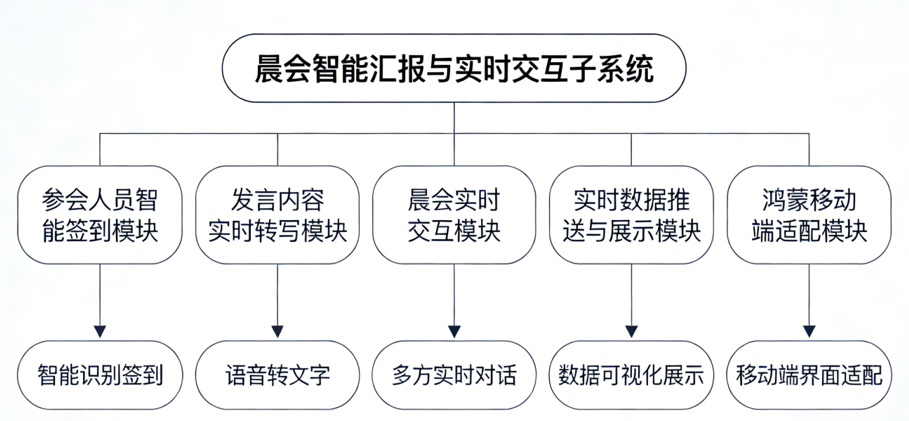 晨会智能汇报与实时交互子系统
参会人员智
能签到模块
发言内容
实时转写模块
晨会实时
交互模块
实时数据推
送与展示模块
鸿蒙移动
端适配模块
智能识别签到
语音转文字
多方实时对话
数据可视化展示
移动端界面适配